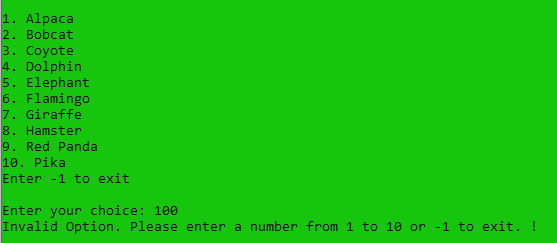 1. Alpaca
2. Bobcat
3. Coyote
4. Dolphin
5. Elephant
6. Flamingo
7. Giraffe
8. Hamster
9. Red Panda
10. Pika
Enter -1 to exit
Enter your choice: 100
Invalid Option. Please enter a number from 1 to 10 or -1 to exit. !